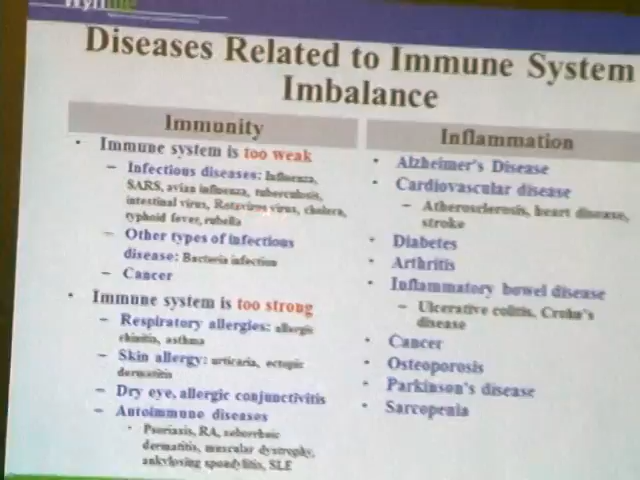 Diseases Related to Immune System
Imbalance
Immunity
• Immune system is too weak
– Infectious diseases: Influenza,
SARS, avian influenza, tuberculosis,
intestinal virus, Rotavirus virus, cholera,
typhoid fever, rubella
– Other types of infectious
disease: Bacteria infection
– Cancer
• Immune system is too strong
– Respiratory allergies: allergic
rhinitis, asthma
– Skin allergy: urticaria, ectopic
dermatitis
– Dry eye, allergic conjunctivitis
– Autoimmune diseases
• Psoriasis, RA, seborrheic
dermatitis, muscular dystrophy,
ankylosing spondylitis, SLE
Inflammation
• Alzheimer's Disease
• Cardiovascular disease
– Atherosclerosis, heart disease,
stroke
• Diabetes
• Arthritis
• Inflammatory bowel disease
– Ulcerative colitis, Crohn's
disease
• Cancer
• Osteoporosis
• Parkinson's disease
• Sarcopenia